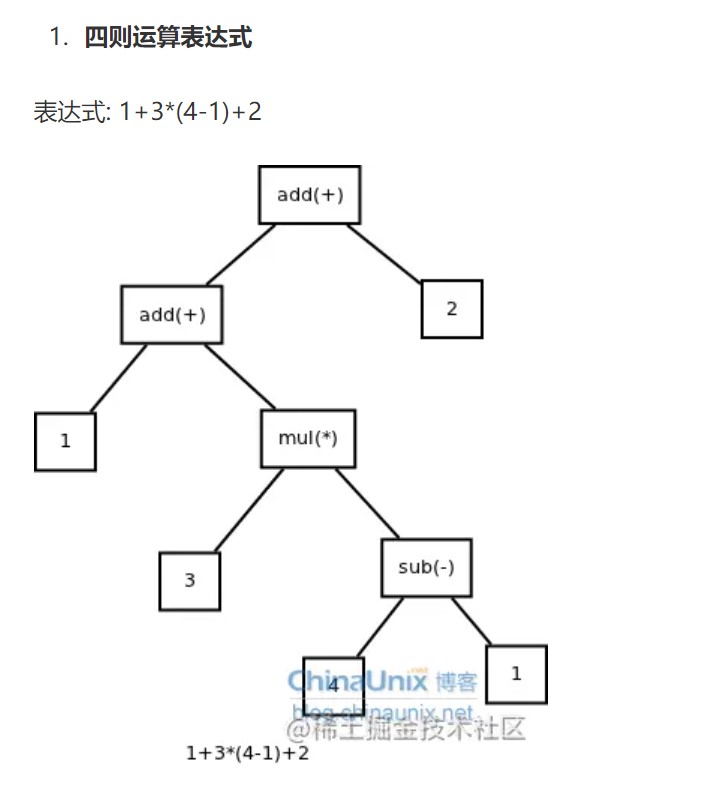 1. 四则运算表达式
表达式: 1+3*(4-1)+2
add(+)
add(+)
2
1
mul(*)
3
sub(-)
4
1
ChinaUnix.net 博客
blog.chinaunix.net
@稀土掘金技术社区
1+3*(4-1)+2